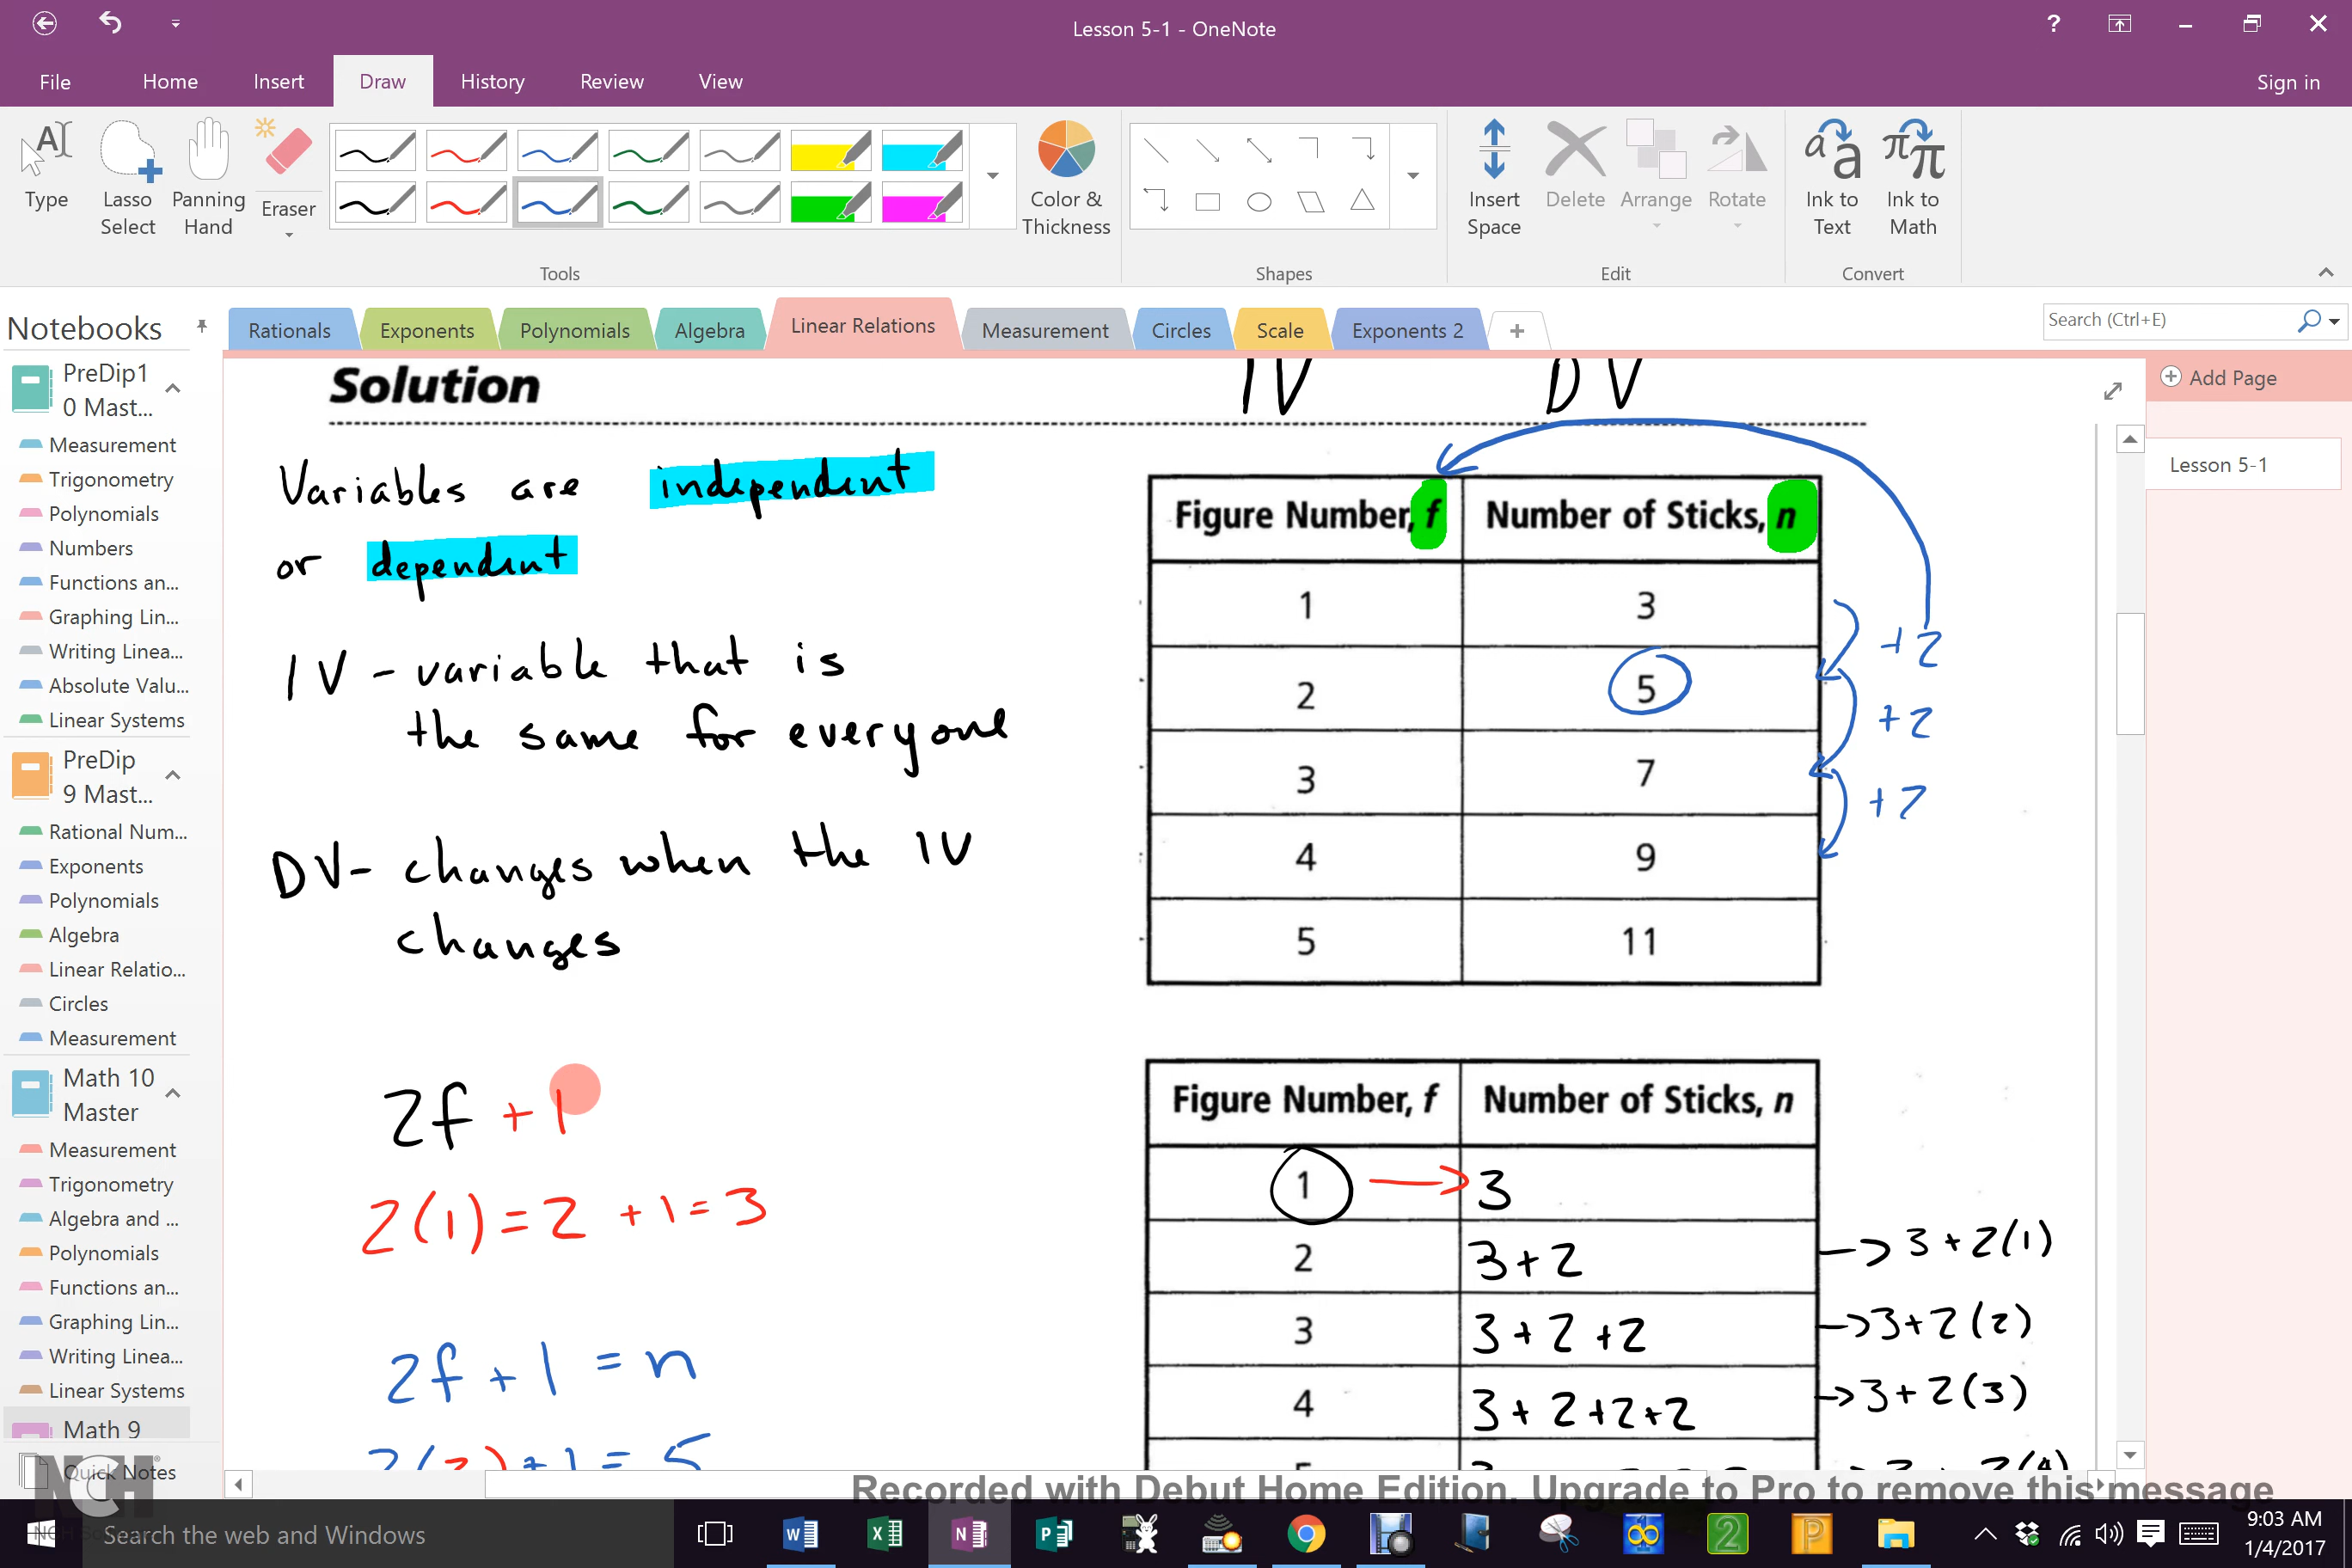 Lesson 5-1 - OneNote
File Home Insert Draw History Review View Sign in
Type
Lasso Select
Panning Hand
Eraser
Color & Thickness
Insert Space
Delete
Arrange
Rotate
Ink to Text
Ink to Math
Tools Shapes Edit Convert
Notebooks
Rationals Exponents Polynomials Algebra Linear Relations Measurement Circles Scale Exponents 2 +
Search (Ctrl+E)
PreDip1
0 Mast...
Measurement
Trigonometry
Polynomials
Numbers
Functions an...
Graphing Lin...
Writing Linea...
Absolute Valu...
Linear Systems
PreDip
9 Mast...
Rational Num...
Exponents
Polynomials
Algebra
Linear Relatio...
Circles
Measurement
Math 10
Master
Measurement
Trigonometry
Algebra and ...
Polynomials
Functions an...
Graphing Lin...
Writing Linea...
Linear Systems
Math 9
Quick Notes
Add Page
Lesson 5-1
Solution
Variables are independent
or dependent
IV - variable that is
the same for everyone
DV - changes when the IV
changes
2f + 1
2(1) = 2 + 1 = 3
2f + 1 = n
2(2) + 1 = 5
IV DV
Figure Number, f Number of Sticks, n
1 3
2 5
3 7
4 9
5 11
+2
+2
+2
Figure Number, f Number of Sticks, n
1 → 3
2 3+2 → 3+2(1)
3 3+2+2 → 3+2(2)
4 3+2+2+2 → 3+2(3)
Recorded with Debut Home Edition. Upgrade to Pro to remove this message
NCH
Search the web and Windows
9:03 AM
1/4/2017